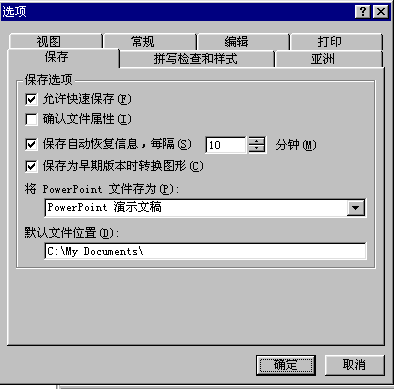 选项
视图 常规 编辑 打印
保存 拼写检查和样式 亚洲
保存选项
允许快速保存(F)
确认文件属性(I)
保存自动恢复信息，每隔(S) 10 分钟(M)
保存为早期版本时转换图形(C)
将 PowerPoint 文件存为(P):
PowerPoint 演示文稿
默认文件位置(D):
C:\My Documents\
确定 取消